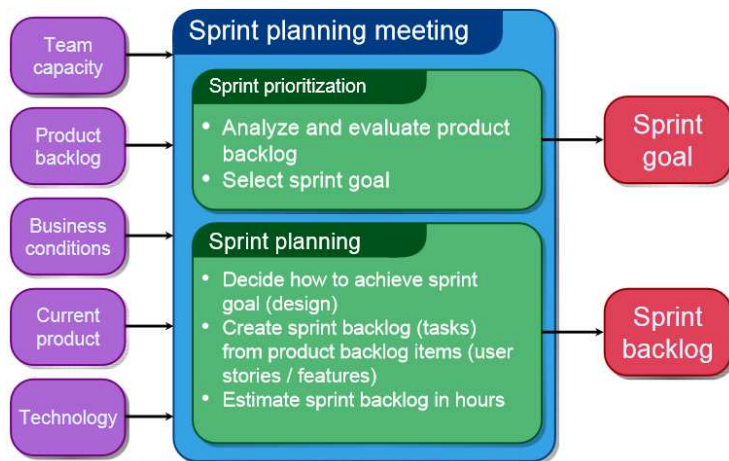 Team
capacity
Product
backlog
Business
conditions
Current
product
Technology
Sprint planning meeting
Sprint prioritization
• Analyze and evaluate product
backlog
• Select sprint goal
Sprint planning
• Decide how to achieve sprint
goal (design)
• Create sprint backlog (tasks)
from product backlog items (user
stories / features)
• Estimate sprint backlog in hours
Sprint
goal
Sprint
backlog